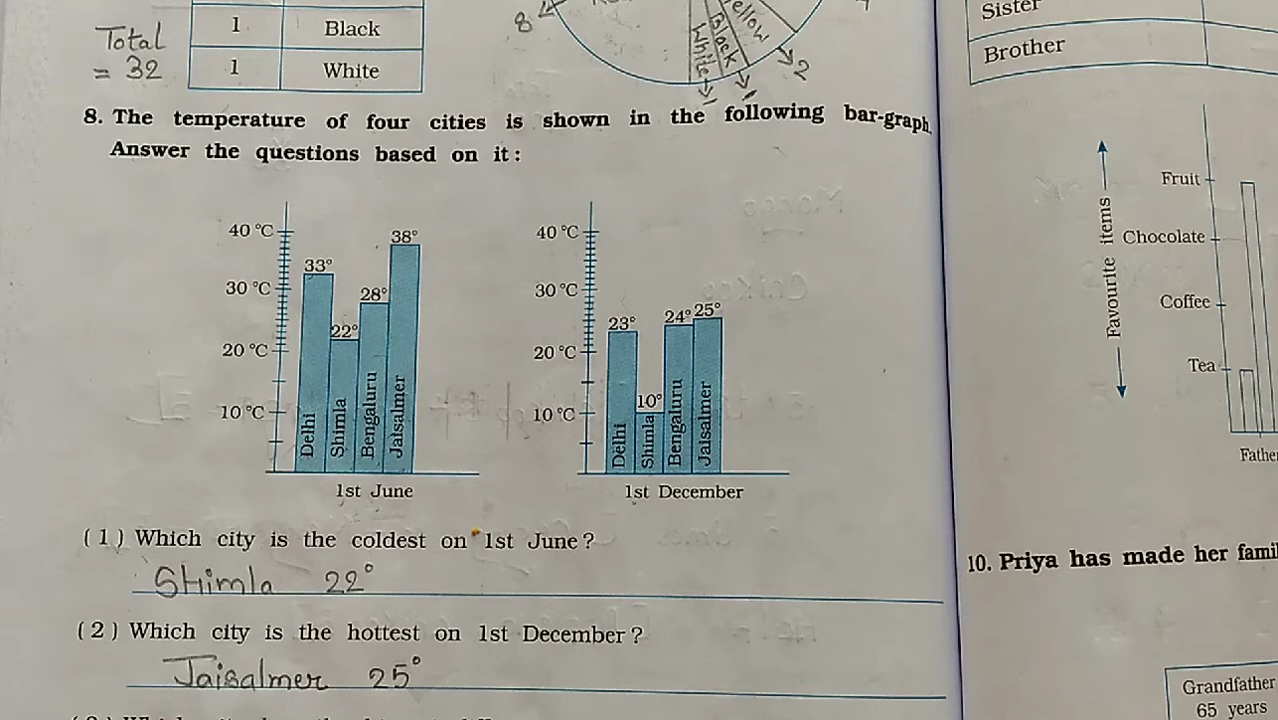 1 Black
Total
= 32
1 White
8
Yellow
Black
White
2
1
1
8. The temperature of four cities is shown in the following bar-graph.
Answer the questions based on it :
40 °C
30 °C
20 °C
10 °C
33°
22°
28°
38°
Delhi
Shimla
Bengaluru
Jaisalmer
1st June
40 °C
30 °C
20 °C
10 °C
23°
10°
24°
25°
Delhi
Shimla
Bengaluru
Jaisalmer
1st December
( 1 ) Which city is the coldest on 1st June ?
Shimla 22°
( 2 ) Which city is the hottest on 1st December ?
Jaisalmer 25°
Sister
Brother
Favourite items
Fruit
Chocolate
Coffee
Tea
Father
10. Priya has made her famil
Grandfather
65 years